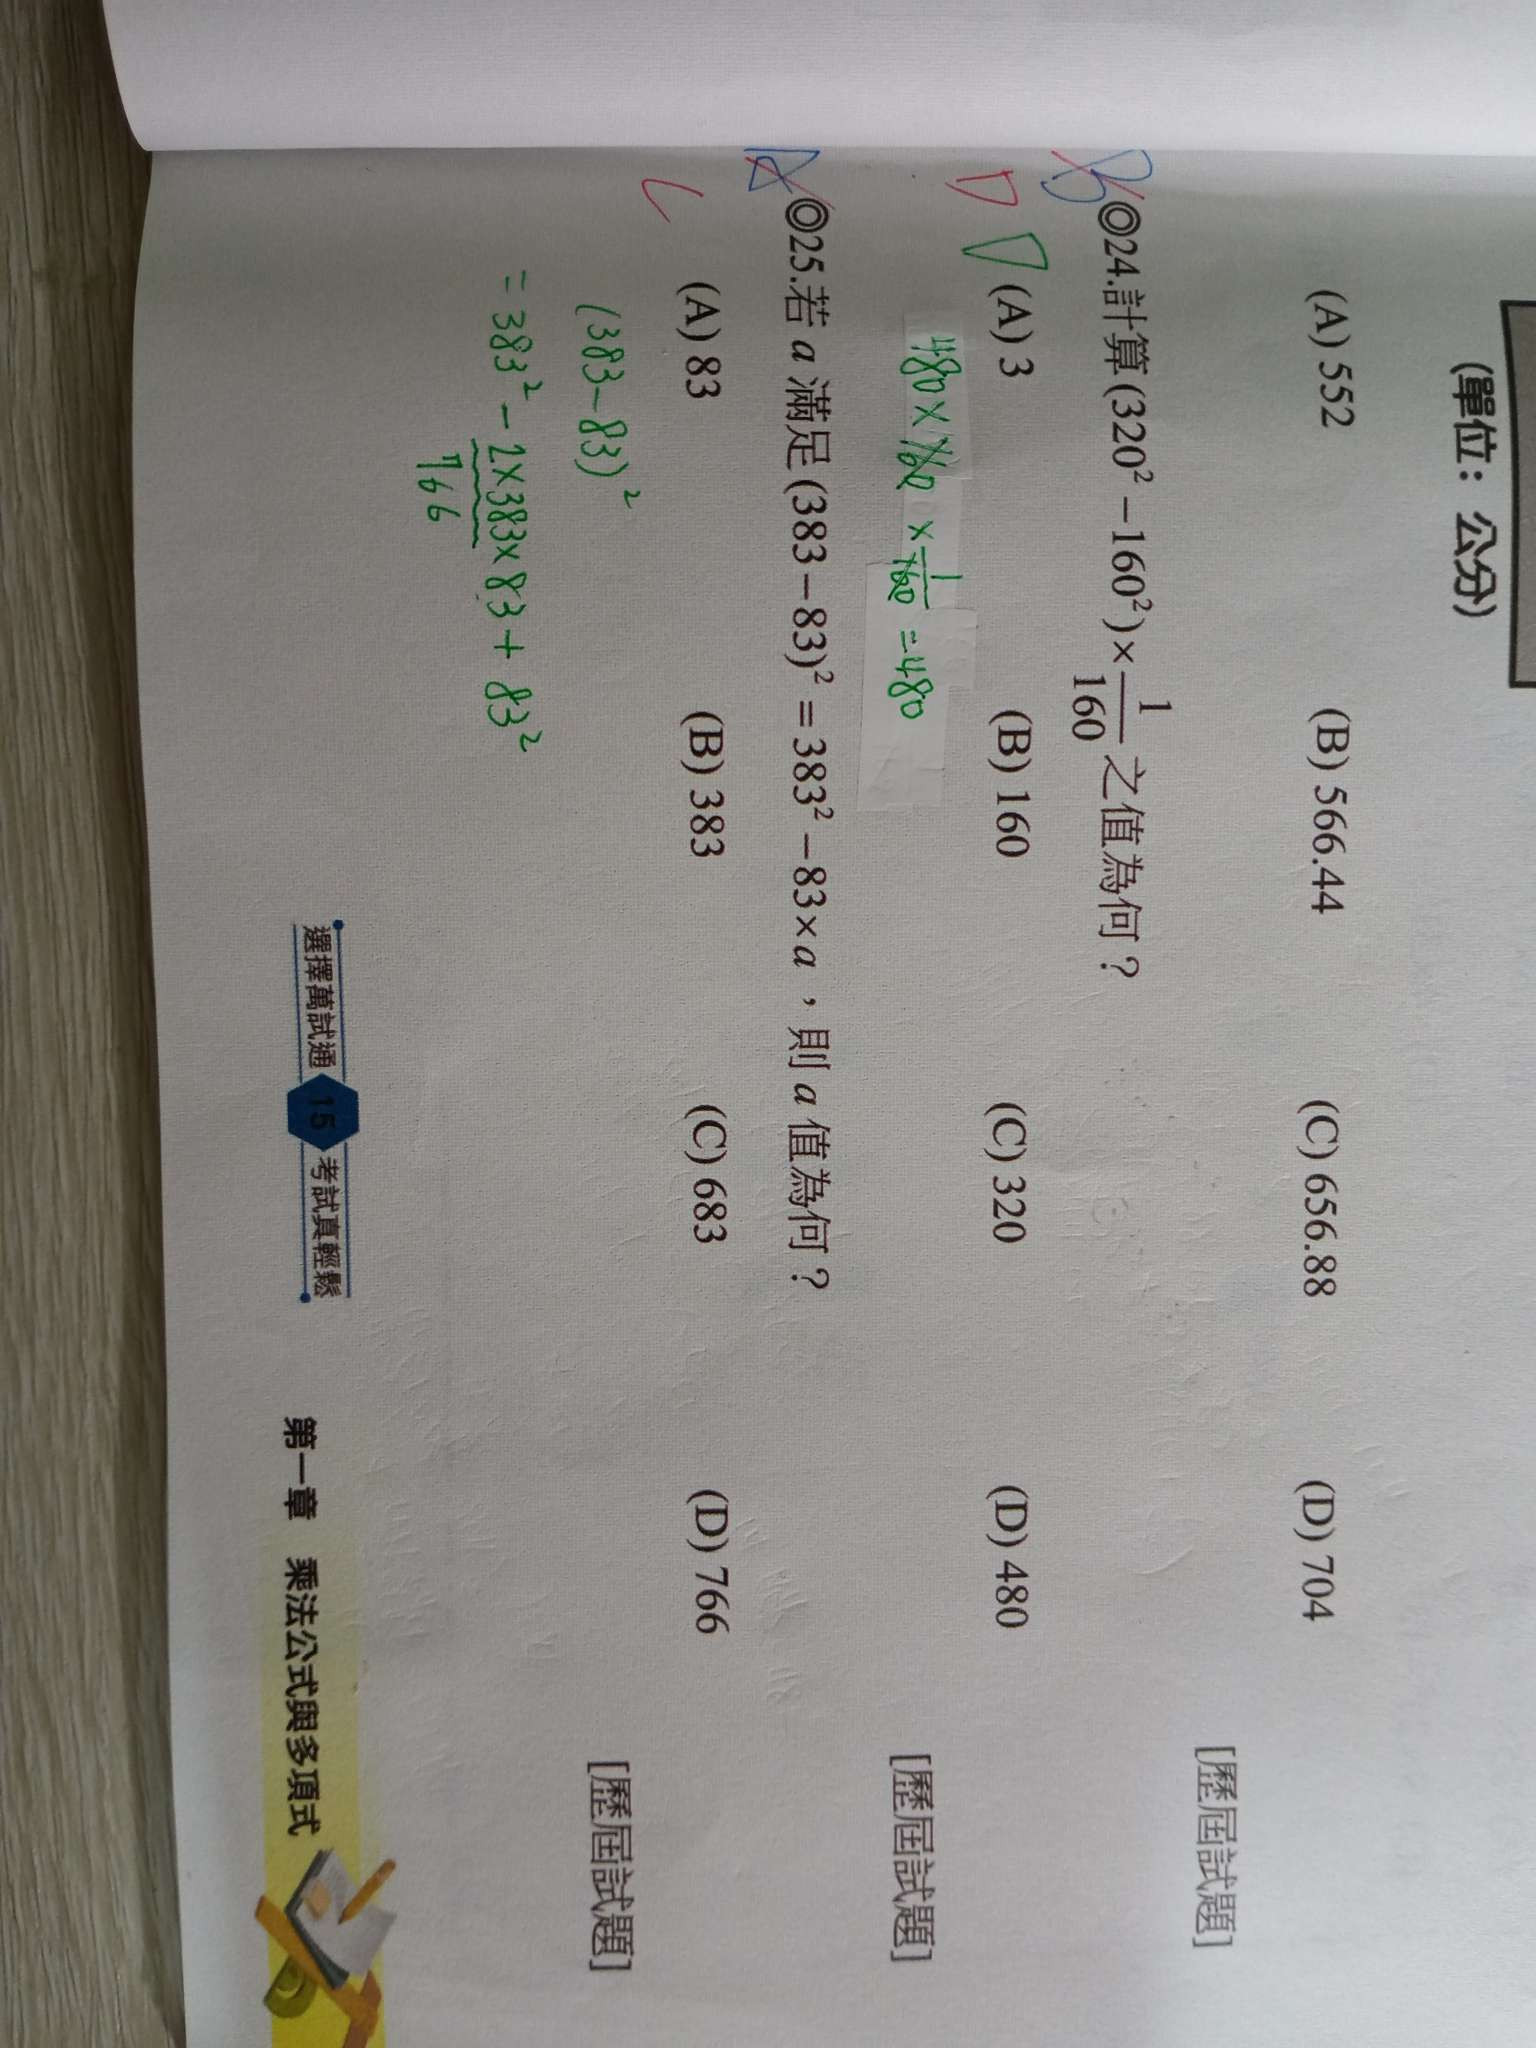 (單位：公分)
(A) 552 (B) 566.44 (C) 656.88 (D) 704
[歷屆試題]
B ◎24.計算(320²－160²)×1/160 之值為何？
D D (A) 3 (B) 160 (C) 320 (D) 480
480×160×1/160=480
[歷屆試題]
◎25.若 a 滿足(383－83)²＝383²－83×a，則 a 值為何？
C (A) 83 (B) 383 (C) 683 (D) 766
(383-83)²
[歷屆試題]
=383²-2×383×83+83²
766
選擇萬試通 15 考試真輕鬆
第一章 乘法公式與多項式